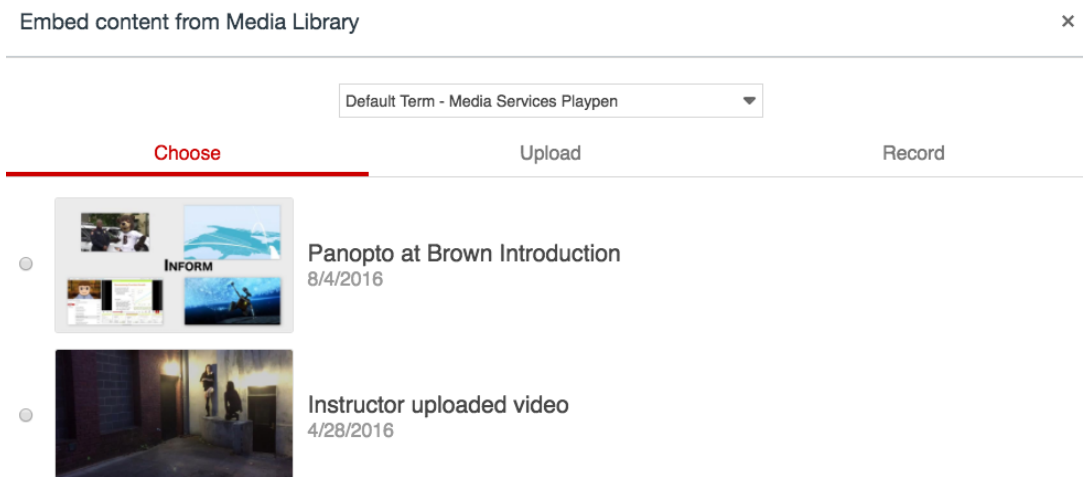 Embed content from Media Library
×
Default Term - Media Services Playpen
Choose Upload Record
INFORM
Panopto at Brown Introduction
8/4/2016
Instructor uploaded video
4/28/2016